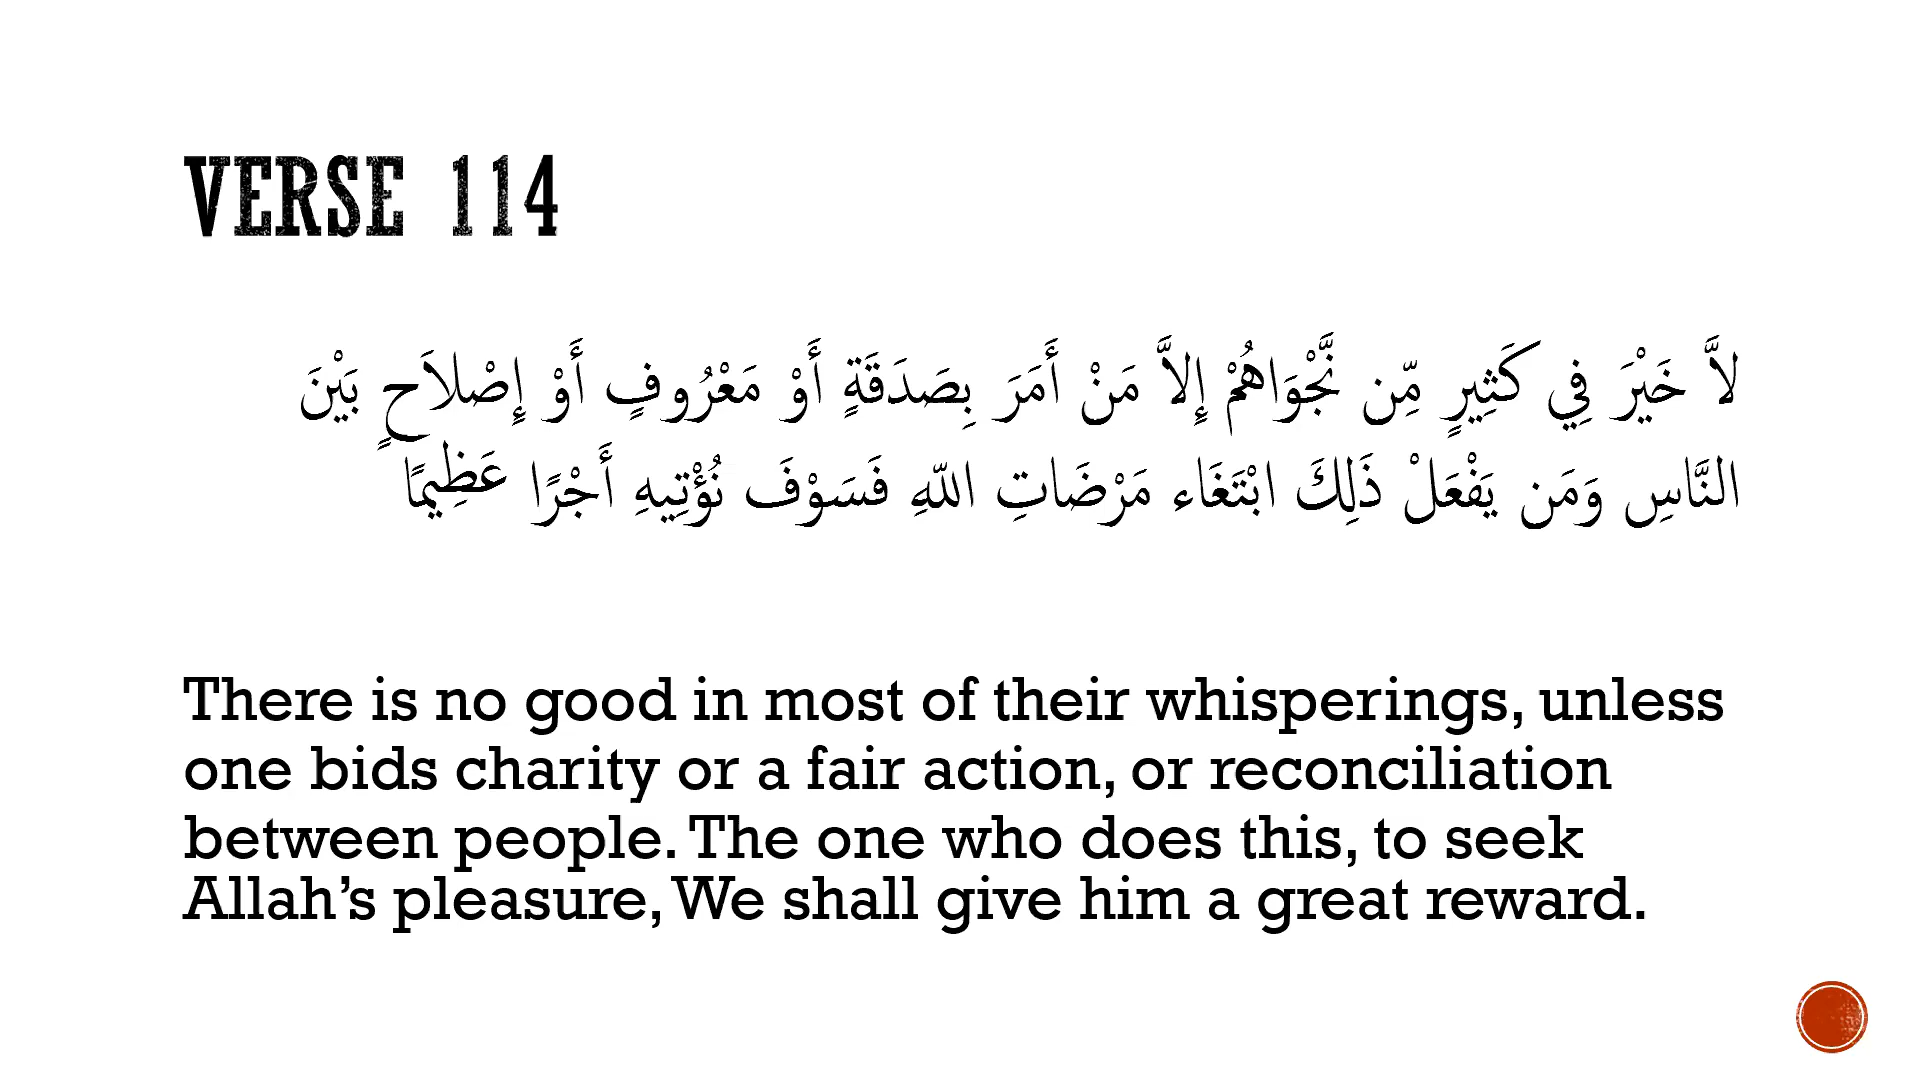 VERSE 114
لاَّ خَيْرَ فِي كَثِيرٍ مِّن نَّجْوَاهُمْ إِلاَّ مَنْ أَمَرَ بِصَدَقَةٍ أَوْ مَعْرُوفٍ أَوْ إِصْلاَحٍ بَيْنَ
النَّاسِ وَمَن يَفْعَلْ ذَلِكَ ابْتَغَاء مَرْضَاتِ اللّهِ فَسَوْفَ نُؤْتِيهِ أَجْرًا عَظِيمًا
There is no good in most of their whisperings, unless
one bids charity or a fair action, or reconciliation
between people. The one who does this, to seek
Allah’s pleasure, We shall give him a great reward.